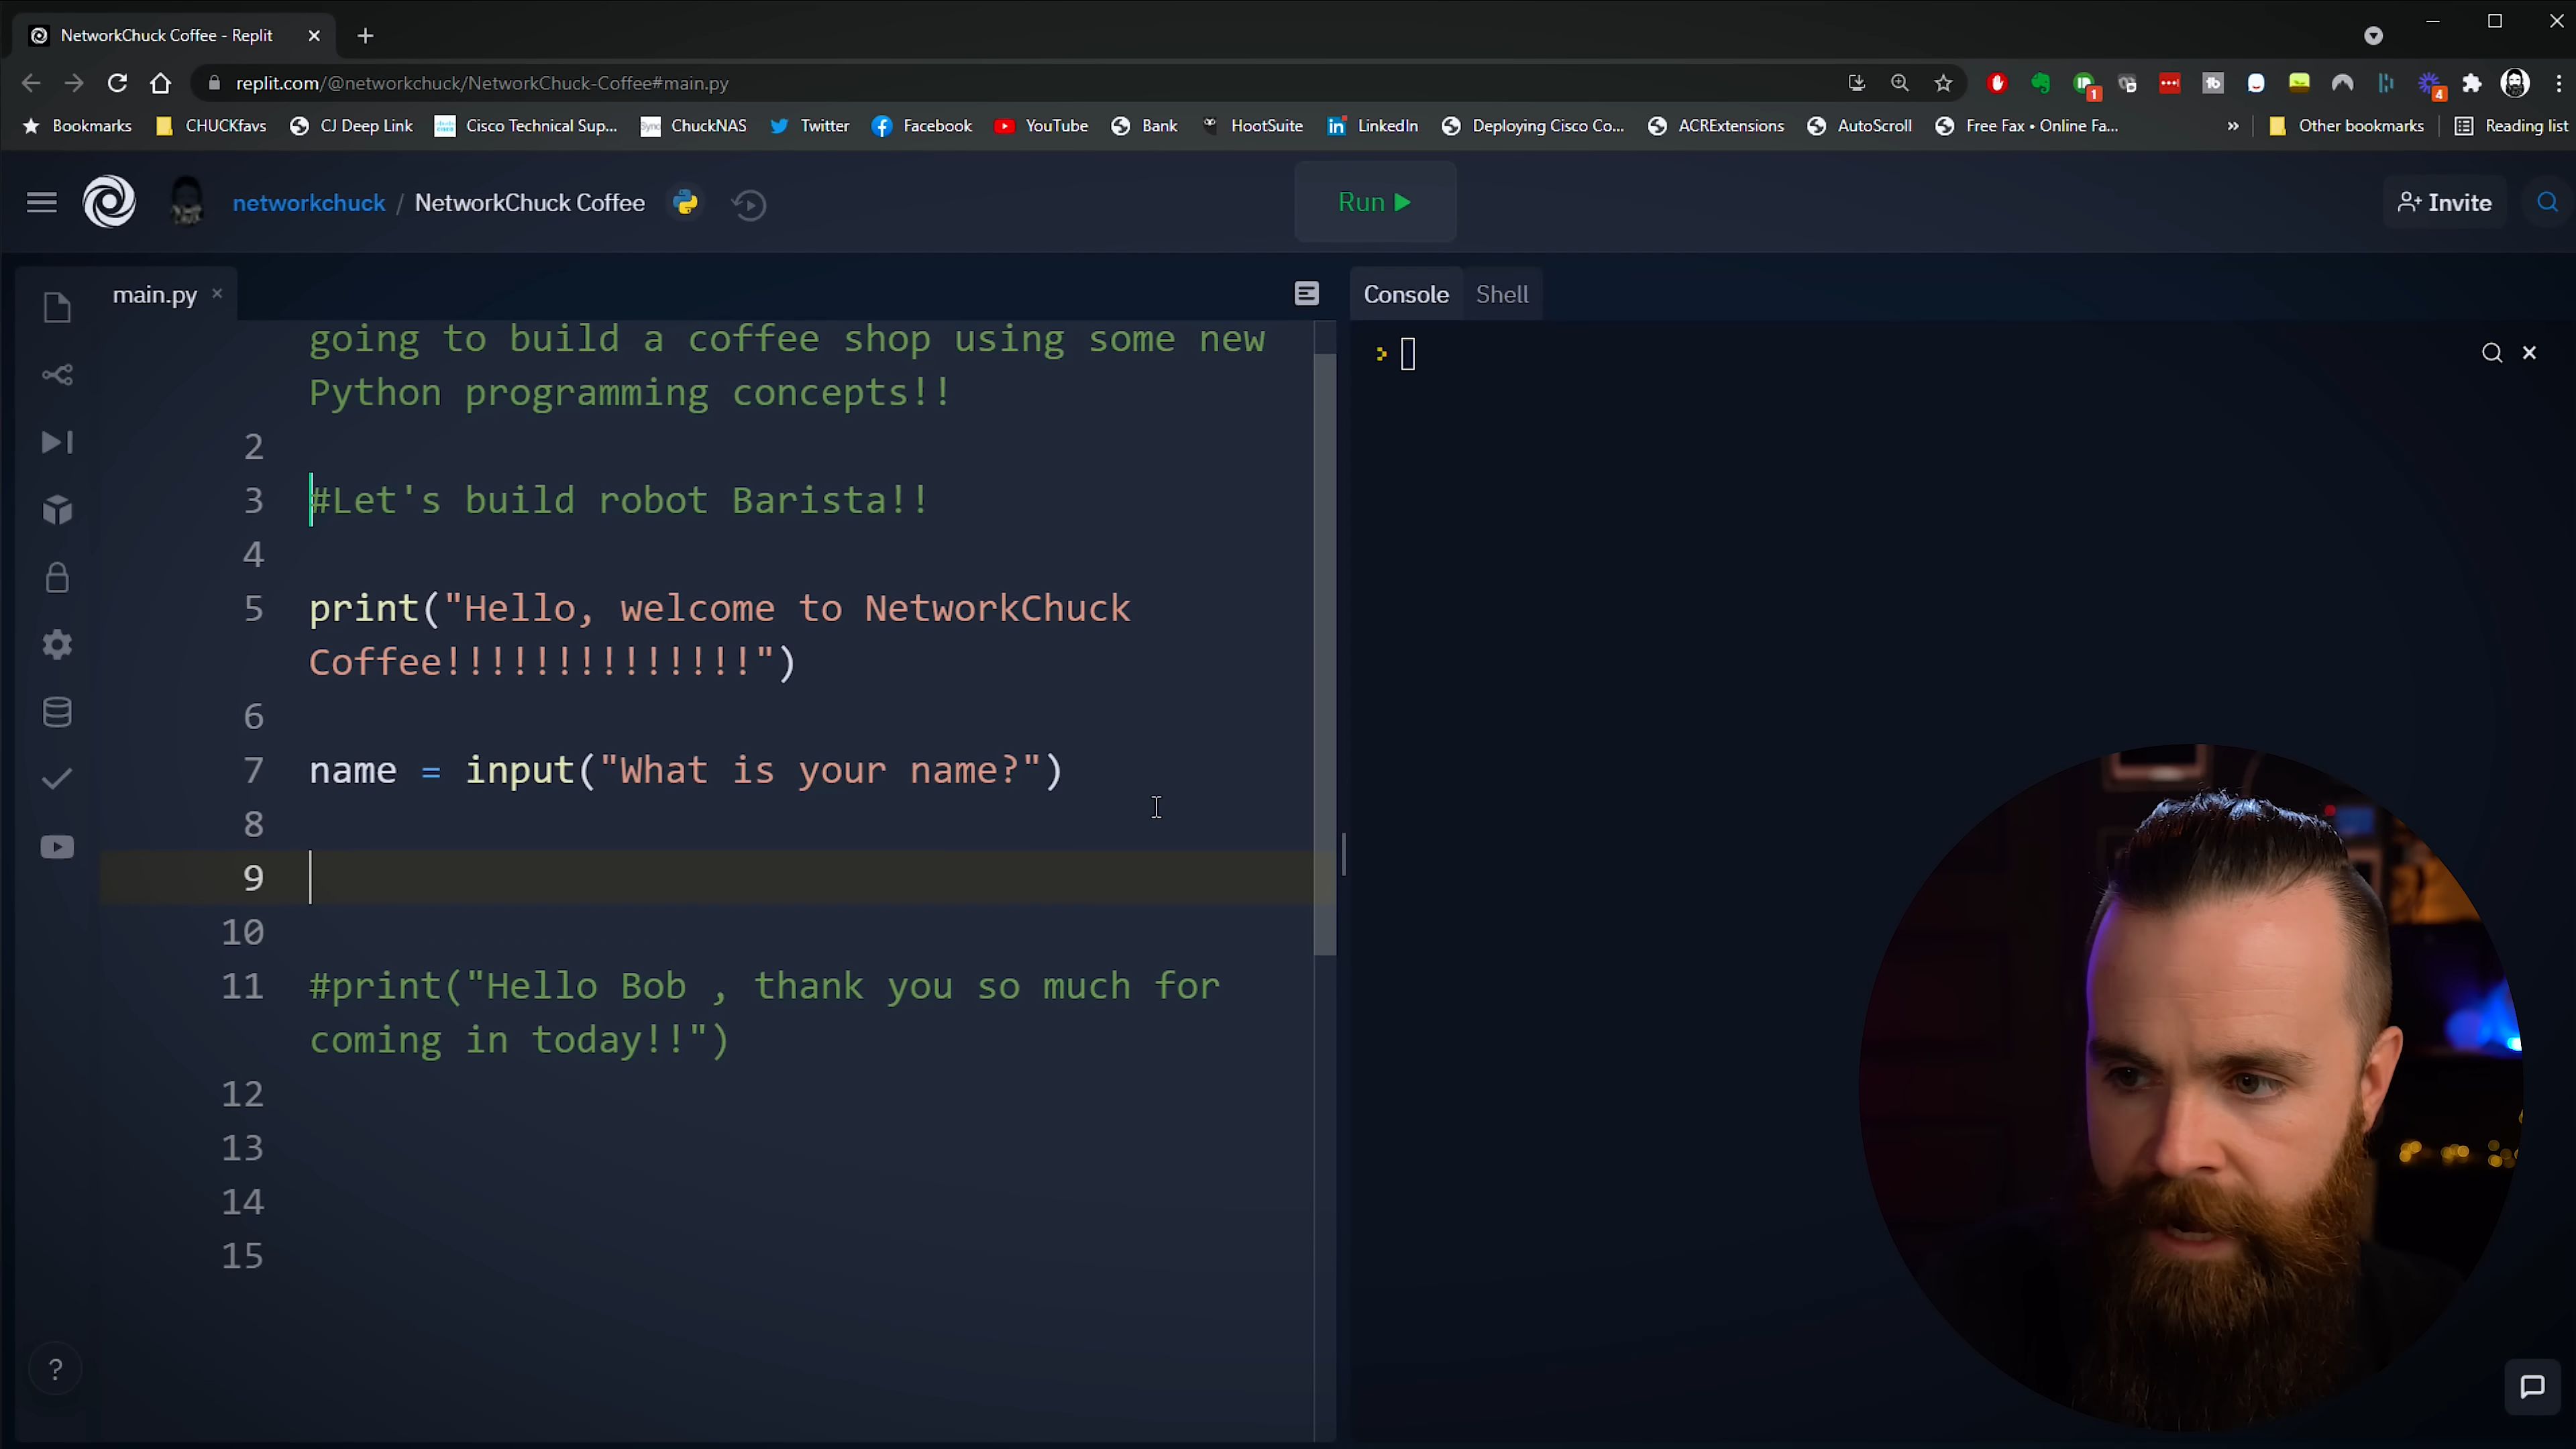 NetworkChuck Coffee - Replit
replit.com/@networkchuck/NetworkChuck-Coffee#main.py
1
4
Bookmarks CHUCKfavs CJ Deep Link Cisco Technical Sup... Sync ChuckNAS Twitter Facebook YouTube Bank HootSuite LinkedIn Deploying Cisco Co... ACRExtensions AutoScroll Free Fax • Online Fa... » Other bookmarks Reading list
networkchuck / NetworkChuck Coffee Run Invite
main.py Console Shell
going to build a coffee shop using some new
Python programming concepts!!
2
3 #Let's build robot Barista!!
4
5 print("Hello, welcome to NetworkChuck
Coffee!!!!!!!!!!!!!!")
6
7 name = input("What is your name?")
8
9
10
11 #print("Hello Bob , thank you so much for
coming in today!!")
12
13
14
15
?